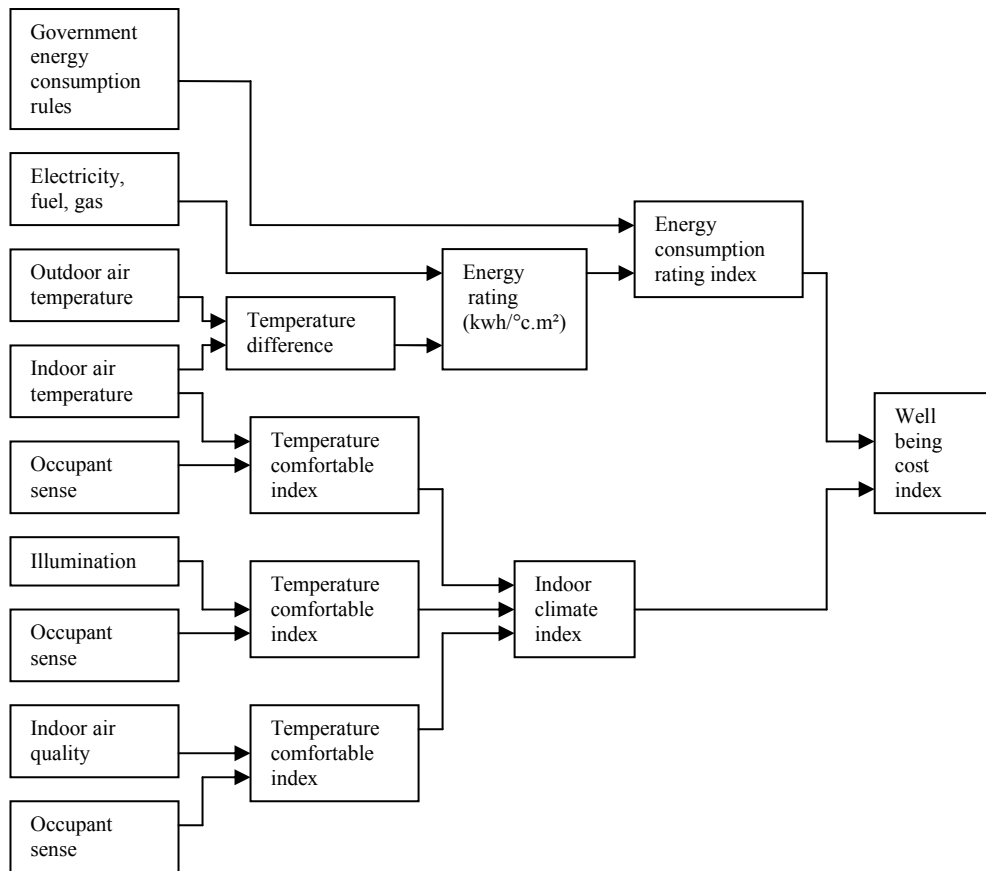 Government
energy
consumption
rules
Electricity,
fuel, gas
Outdoor air
temperature
Indoor air
temperature
Occupant
sense
Illumination
Occupant
sense
Indoor air
quality
Occupant
sense
Temperature
difference
Temperature
comfortable
index
Temperature
comfortable
index
Temperature
comfortable
index
Energy
rating
(kwh/°c.m²)
Indoor
climate
index
Energy
consumption
rating index
Well
being
cost
index